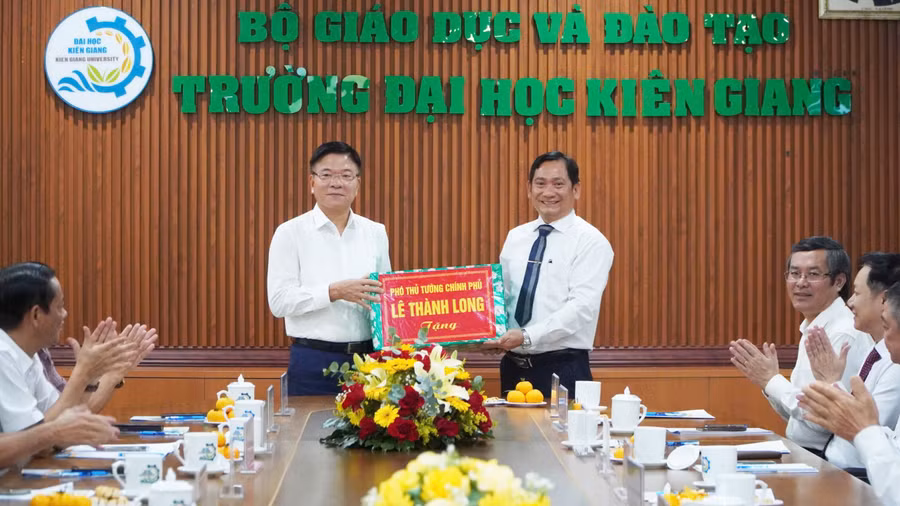 BỘ GIÁO DỤC VÀ ĐÀO TẠO
TRƯỜNG ĐẠI HỌC KIÊN GIANG
ĐẠI HỌC
KIÊN GIANG
KIEN GIANG UNIVERSITY
PHÓ THỦ TƯỚNG CHÍNH PHỦ
LÊ THÀNH LONG
Tặng